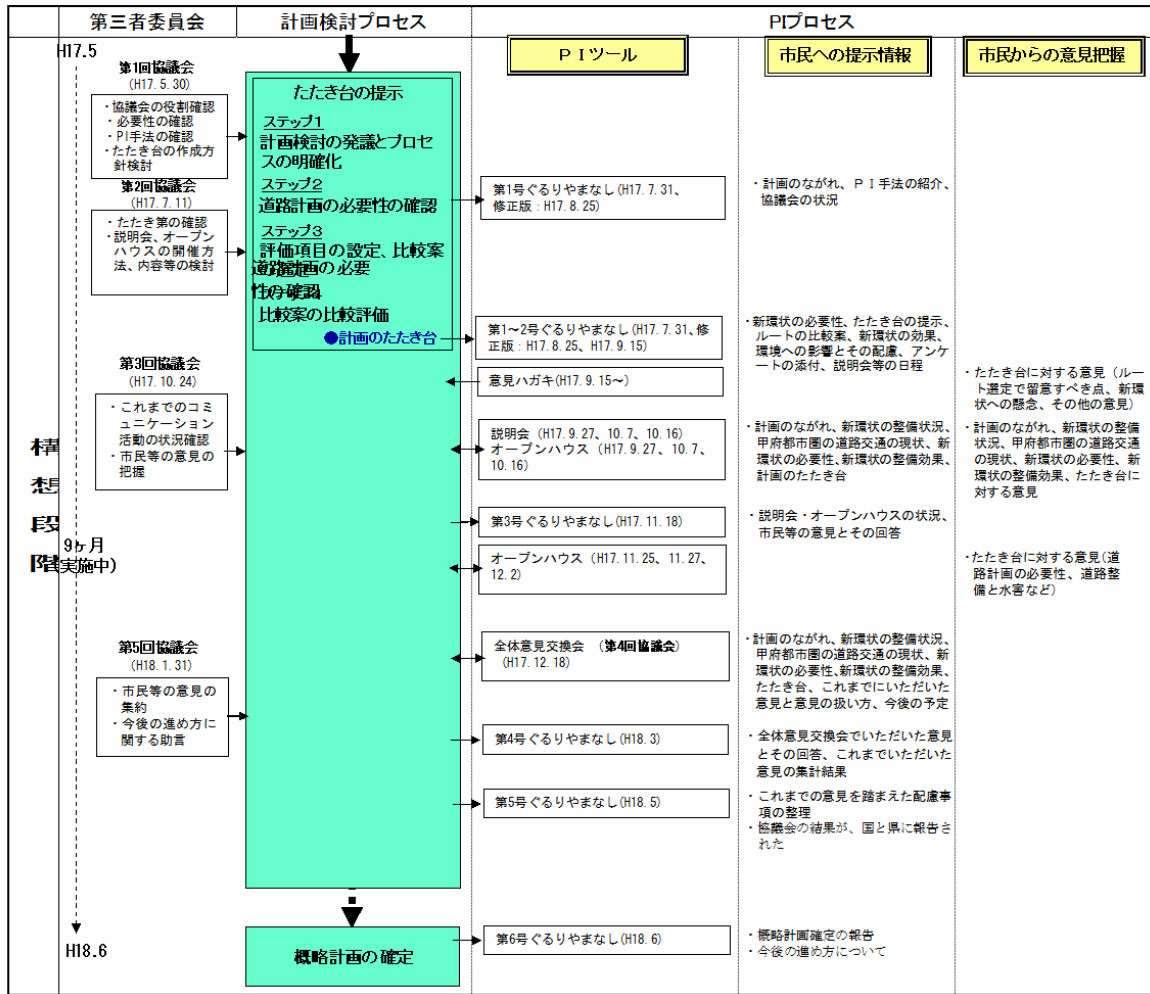 第三者委員会
計画検討プロセス
PIプロセス
ＰＩツール
市民への提示情報
市民からの意見把握
構想段階
H17.5
9ヶ月
実施中)
H18.6
第1回協議会
(H17.5.30)
・協議会の役割確認
・必要性の確認
・PI手法の確認
・たたき台の作成方
針検討
第2回協議会
(H17.7.11)
・たたき第の確認
・説明会、オープン
ハウスの開催方
法、内容等の検討
第3回協議会
(H17.10.24)
・これまでのコミ
ュニケーション
活動の状況確認
・市民等の意見の
把握
第5回協議会
(H18.1.31)
・市民等の意見の
集約
・今後の進め方に
関する助言
たたき台の提示
ステップ1
計画検討の発議とプロセ
スの明確化
ステップ2
道路計画の必要性の確認
ステップ3
評価項目の設定、比較案
道路計画の必要
性の確認
比較案の比較評価
●計画のたたき台
概略計画の確定
第1号ぐるりやまなし(H17.7.31、
修正版：H17.8.25)
・計画のながれ、ＰＩ手法の紹介、
協議会の状況
第1～2号ぐるりやまなし(H17.7.31、修
正版：H17.8.25、H17.9.15)
・新環状の必要性、たたき台の提示、
ルートの比較案、新環状の効果、
環境への影響とその配慮、アンケ
ートの添付、説明会等の日程
意見ハガキ(H17.9.15～)
・たたき台に対する意見（ルー
ト選定で留意すべき点、新環
状への懸念、その他の意見）
説明会（H17.9.27、10.7、10.16)
オープンハウス（H17.9.27、10.7、
10.16)
・計画のながれ、新環状の整備状況、
甲府都市圏の道路交通の現状、新
環状の必要性、新環状の整備効果、
計画のたたき台
・計画のながれ、新環状の整備
状況、甲府都市圏の道路交通
の現状、新環状の必要性、新
環状の整備効果、たたき台に
対する意見
第3号ぐるりやまなし(H17.11.18)
・説明会・オープンハウスの状況、
市民等の意見とその回答
オープンハウス（H17.11.25、11.27、
12.2)
・たたき台に対する意見(道
路計画の必要性、道路整
備と水害など)
全体意見交換会　（第4回協議会）
(H17.12.18)
・計画のながれ、新環状の整備状況、
甲府都市圏の道路交通の現状、新
環状の必要性、新環状の整備効果、
たたき台、これまでにいただいた
意見と意見の扱い方、今後の予定
第4号ぐるりやまなし(H18.3)
・全体意見交換会でいただいた意見
とその回答、これまでいただいた
意見の集計結果
第5号ぐるりやまなし(H18.5)
・これまでの意見を踏まえた配慮事
項の整理
・協議会の結果が、国と県に報告さ
れた
第6号ぐるりやまなし(H18.6)
・概略計画確定の報告
・今後の進め方について